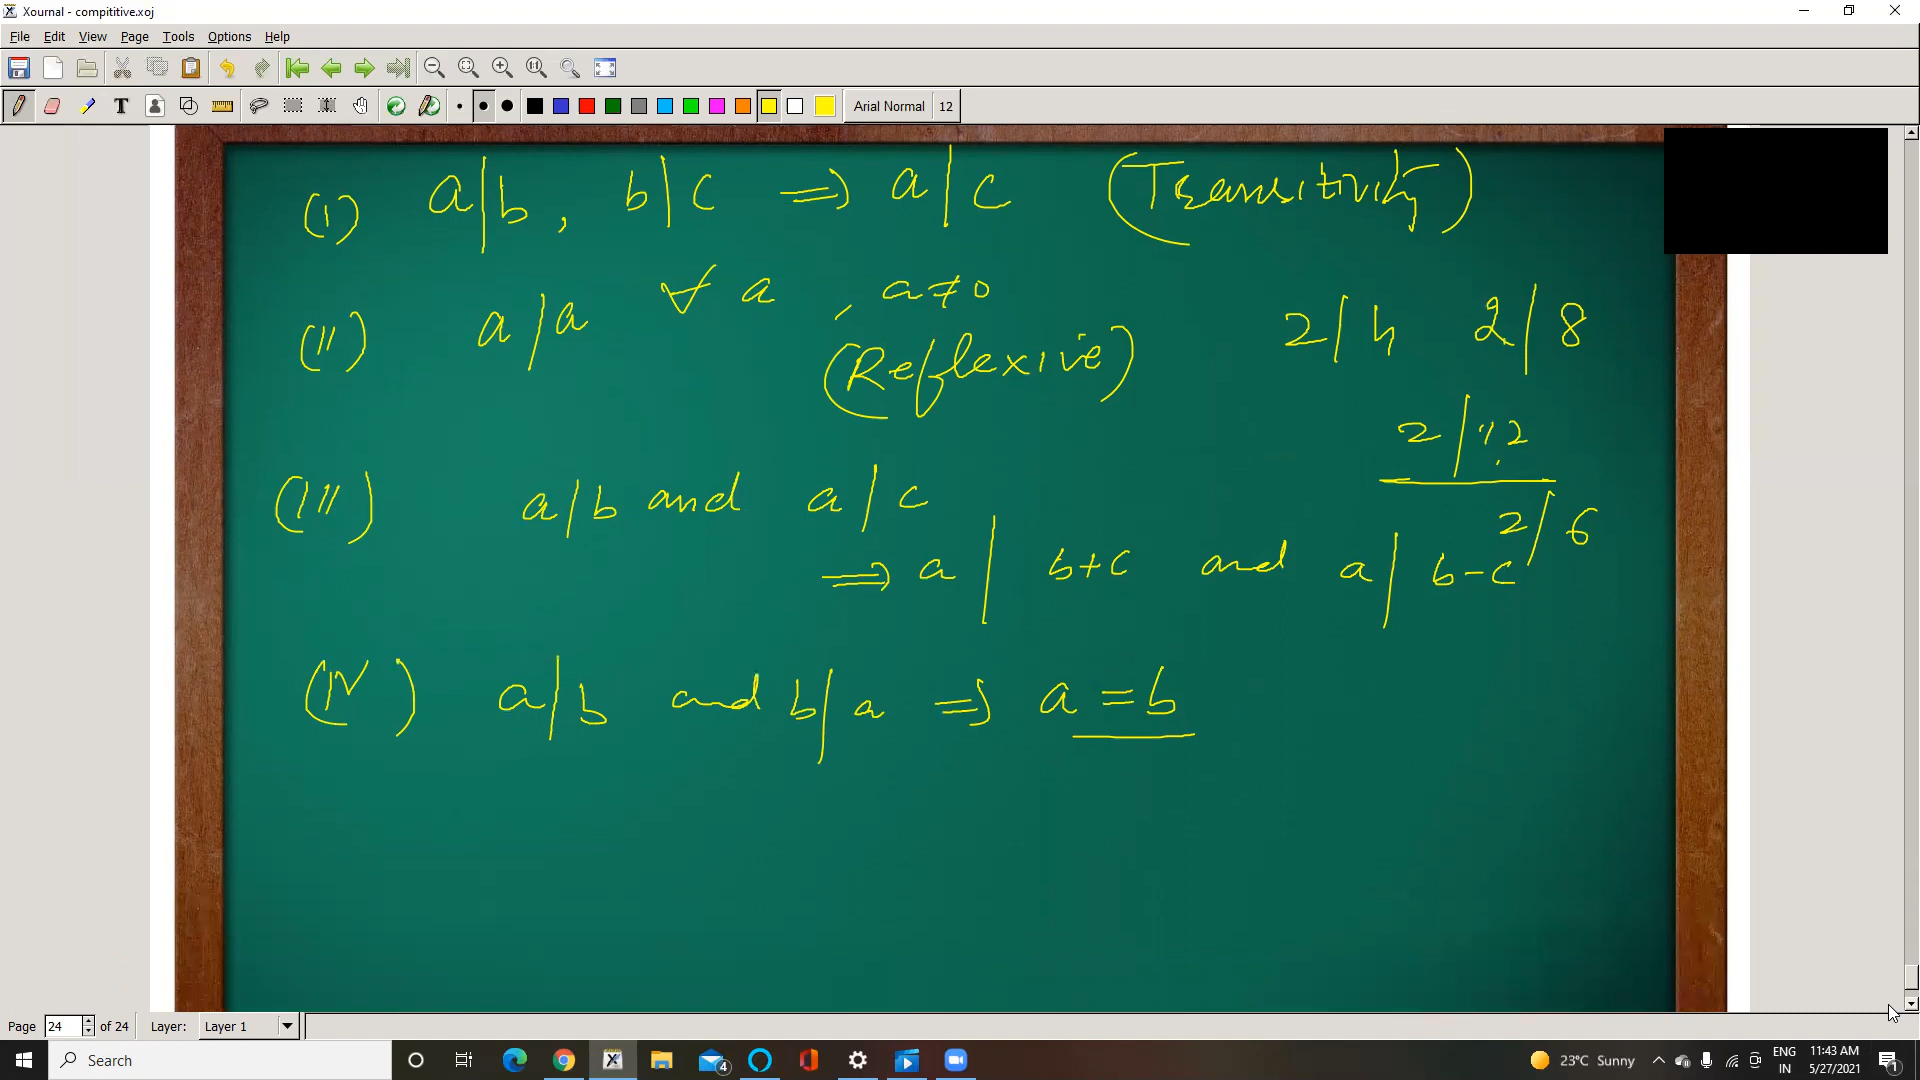 Xournal - compititive.xoj
File Edit View Page Tools Options Help
Arial Normal 12
(I) a|b, b|c ⇒ a|c (Transitivity)
(II) a/a ∀ a, a≠0
(Reflexive)
2/4 2|8
2/12
2/6
(III) a/b and a/c
⇒ a | b+c and a | b-c
(IV) a|b and b|a ⇒ a = b
Page 24 of 24 Layer: Layer 1
Search
4
23°C Sunny
ENG
IN
11:43 AM
5/27/2021
1